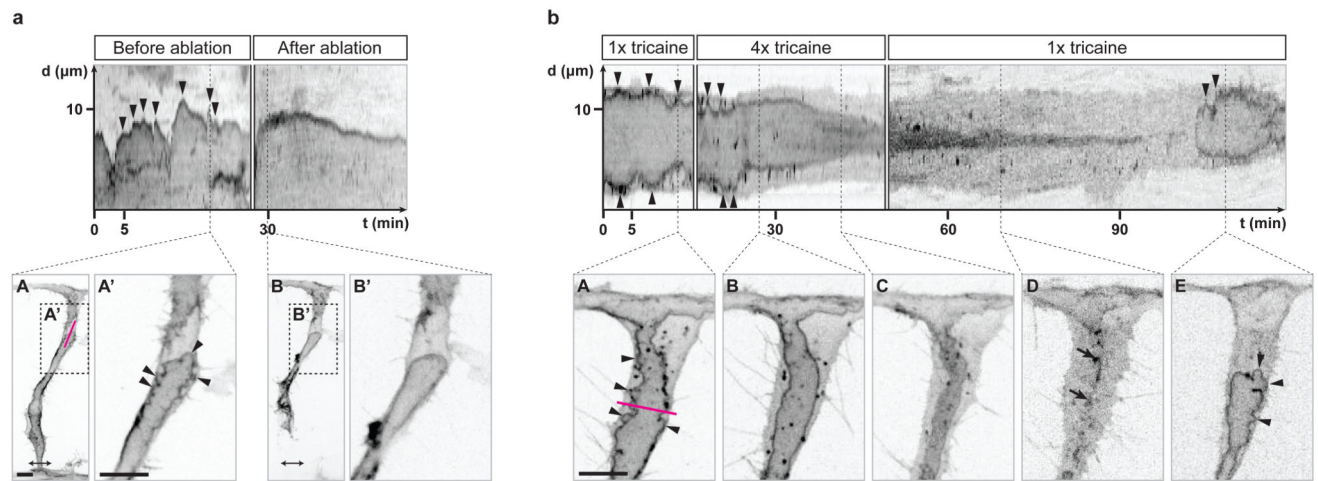 a
Before ablation After ablation
d (µm)
10
0 5 30 t (min)
A A' A' B B' B'
b
1x tricaine 4x tricaine 1x tricaine
d (µm)
10
0 5 30 60 90 t (min)
A B C D E